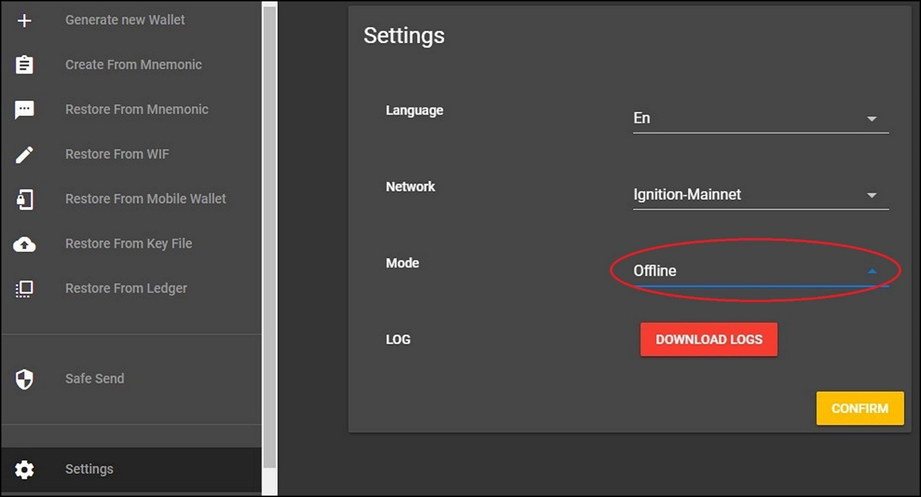 Generate new Wallet
Create From Mnemonic
Restore From Mnemonic
Restore From WIF
Restore From Mobile Wallet
Restore From Key File
Restore From Ledger
Safe Send
Settings
Settings
Language
En
Network
Ignition-Mainnet
Mode
Offline
LOG
DOWNLOAD LOGS
CONFIRM